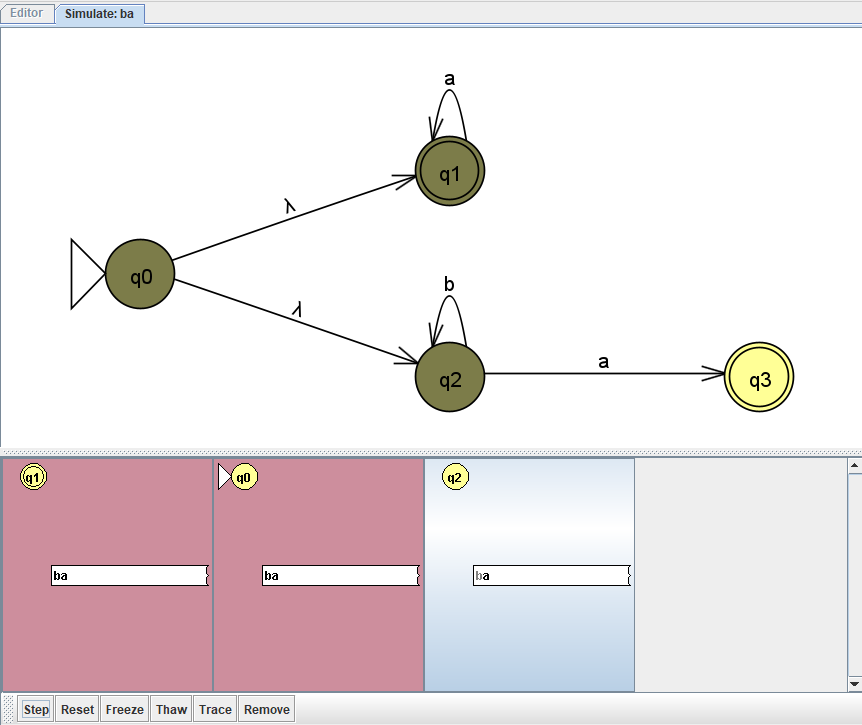 Editor Simulate: ba
a
q1
λ
q0
λ
b
q2
a
q3
q1 q0 q2
ba ba ba
Step Reset Freeze Thaw Trace Remove